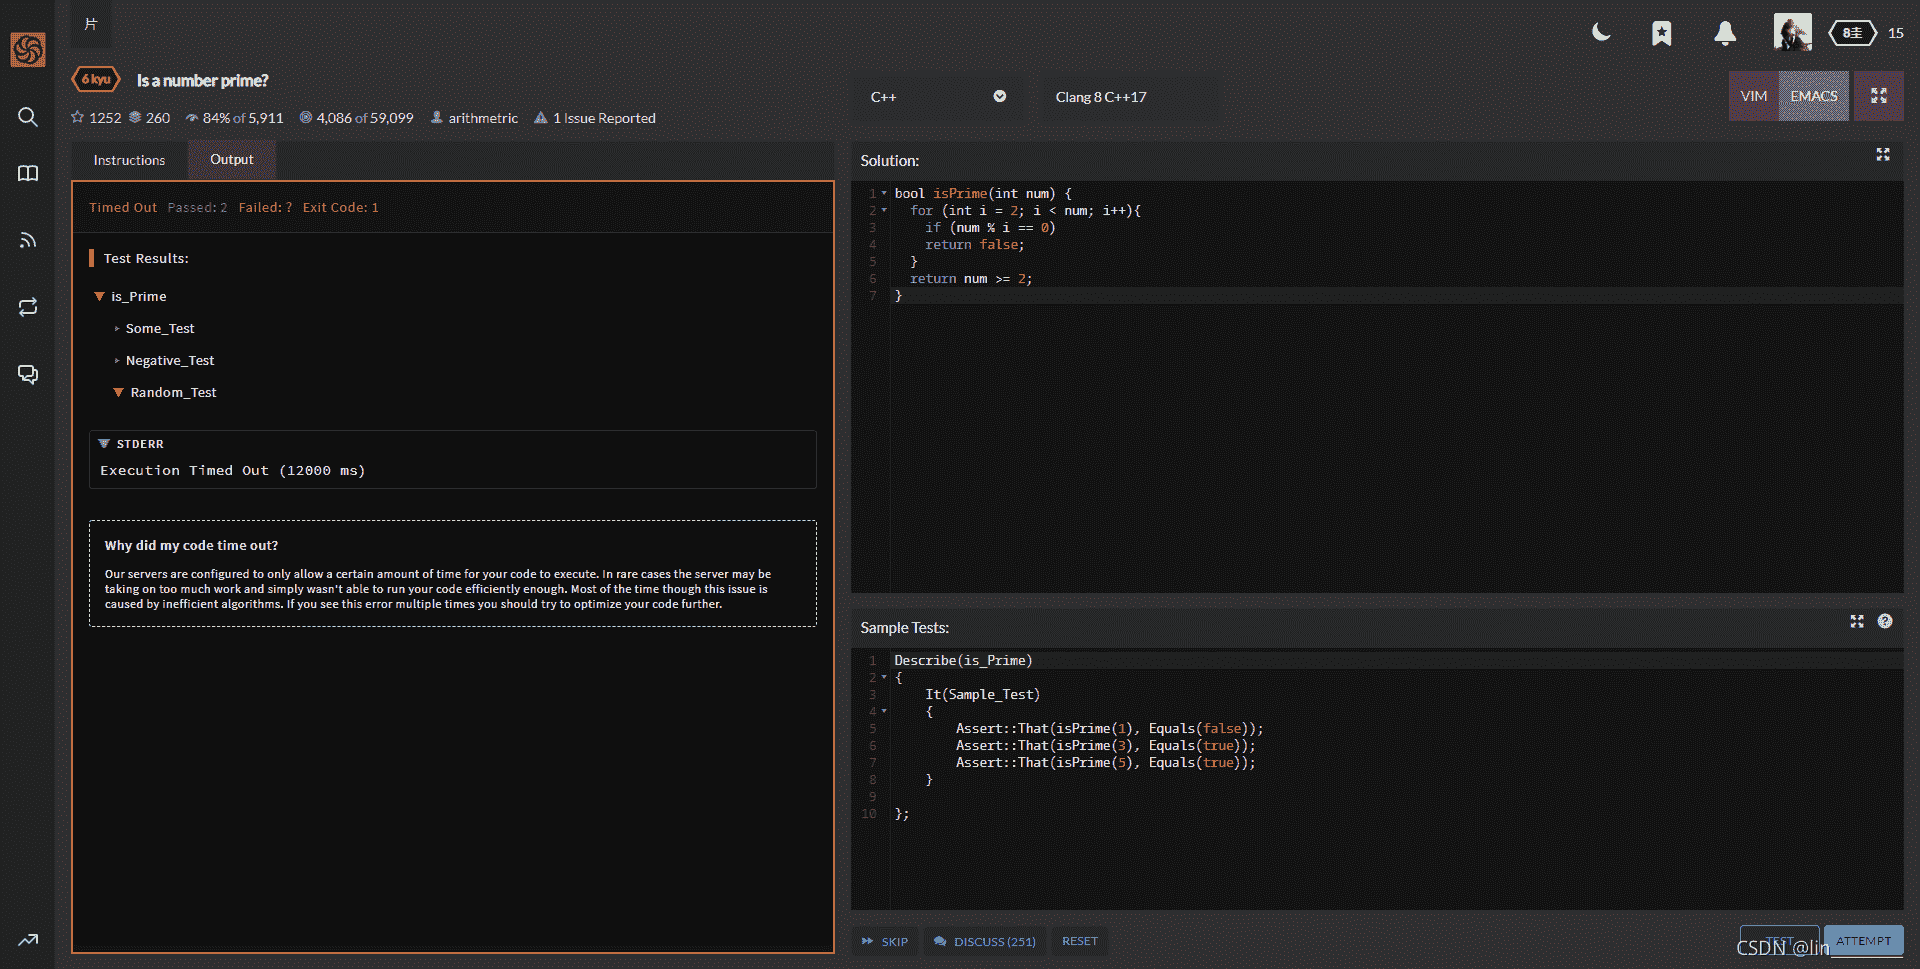 片
8主 15
6 kyu Is a number prime?
1252 260 84% of 5,911 4,086 of 59,099 arithmetric 1 Issue Reported
C++ Clang 8 C++17 VIM EMACS
Instructions Output
Timed Out Passed: 2 Failed: ? Exit Code: 1
Test Results:
is_Prime
Some_Test
Negative_Test
Random_Test
STDERR
Execution Timed Out (12000 ms)
Why did my code time out?
Our servers are configured to only allow a certain amount of time for your code to execute. In rare cases the server may be
taking on too much work and simply wasn't able to run your code efficiently enough. Most of the time though this issue is
caused by inefficient algorithms. If you see this error multiple times you should try to optimize your code further.
Solution:
1 bool isPrime(int num) {
2 for (int i = 2; i < num; i++){
3 if (num % i == 0)
4 return false;
5 }
6 return num >= 2;
7 }
Sample Tests:
1 Describe(is_Prime)
2 {
3 It(Sample_Test)
4 {
5 Assert::That(isPrime(1), Equals(false));
6 Assert::That(isPrime(3), Equals(true));
7 Assert::That(isPrime(5), Equals(true));
8 }
9
10 };
SKIP DISCUSS (251) RESET TEST ATTEMPT
CSDN @lin